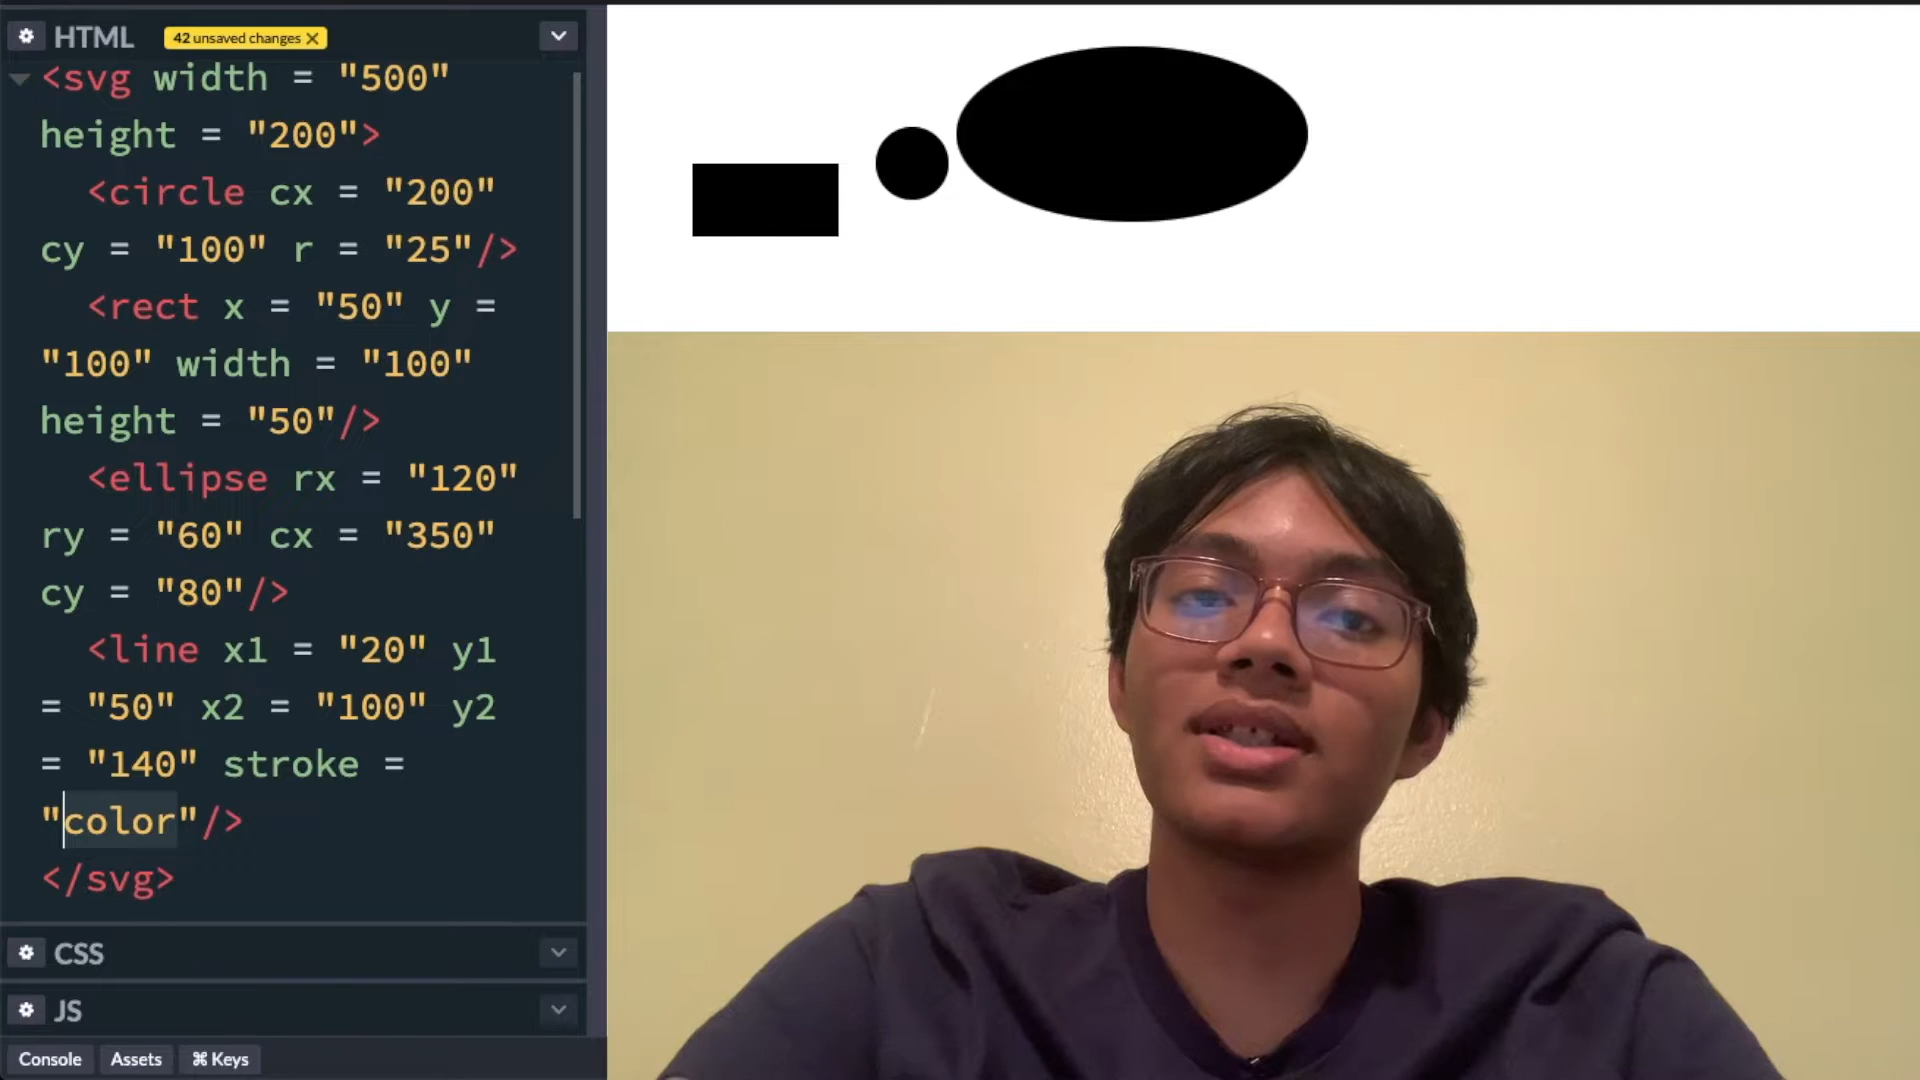 HTML 42 unsaved changes X
<svg width = "500"
height = "200">
<circle cx = "200"
cy = "100" r = "25"/>
<rect x = "50" y =
"100" width = "100"
height = "50"/>
<ellipse rx = "120"
ry = "60" cx = "350"
cy = "80"/>
<line x1 = "20" y1
= "50" x2 = "100" y2
= "140" stroke =
"color"/>
</svg>
CSS
JS
Console Assets ⌘ Keys